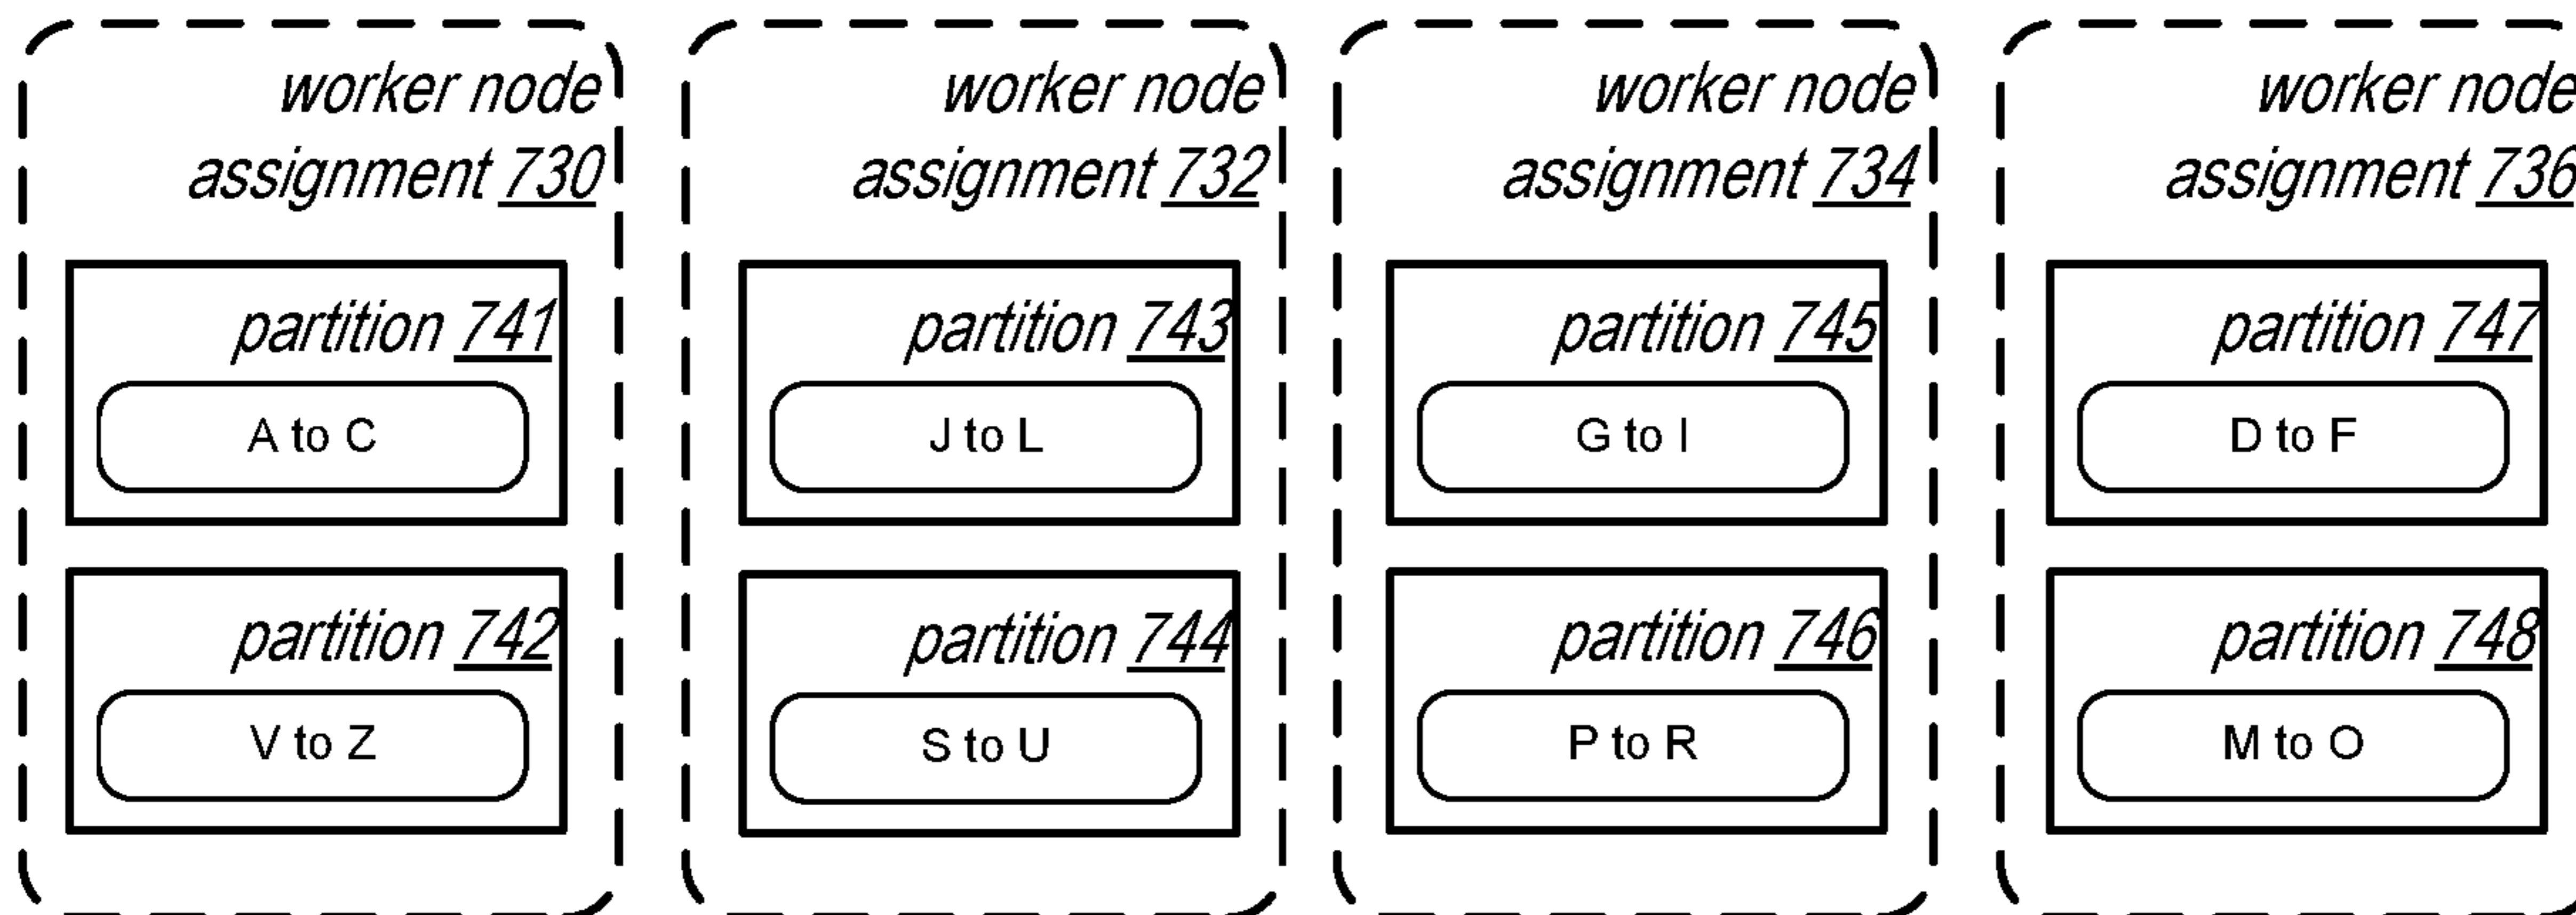 worker node
assignment 730
partition 741
A to C
partition 742
V to Z
worker node
assignment 732
partition 743
J to L
partition 744
S to U
worker node
assignment 734
partition 745
G to I
partition 746
P to R
worker node
assignment 736
partition 747
D to F
partition 748
M to O